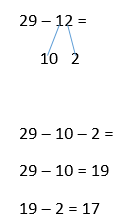 29 – 12 =
10 2
29 – 10 – 2 =
29 – 10 = 19
19 – 2 = 17